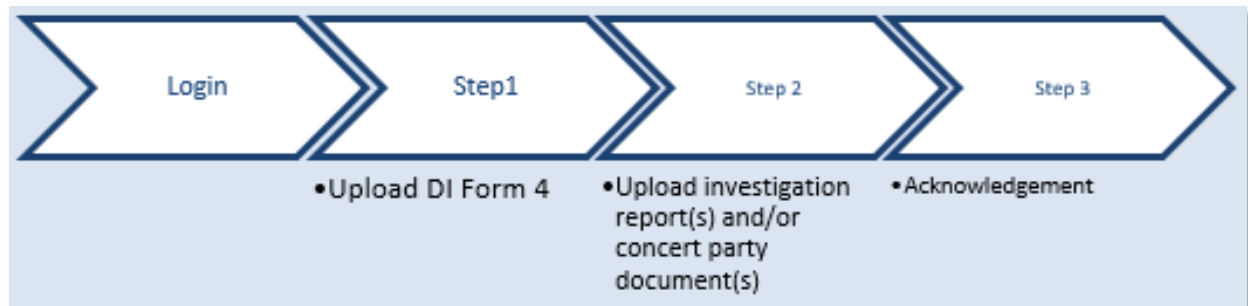 Login
Step1
Step 2
Step 3
•Upload DI Form 4
•Upload investigation
report(s) and/or
concert party
document(s)
•Acknowledgement